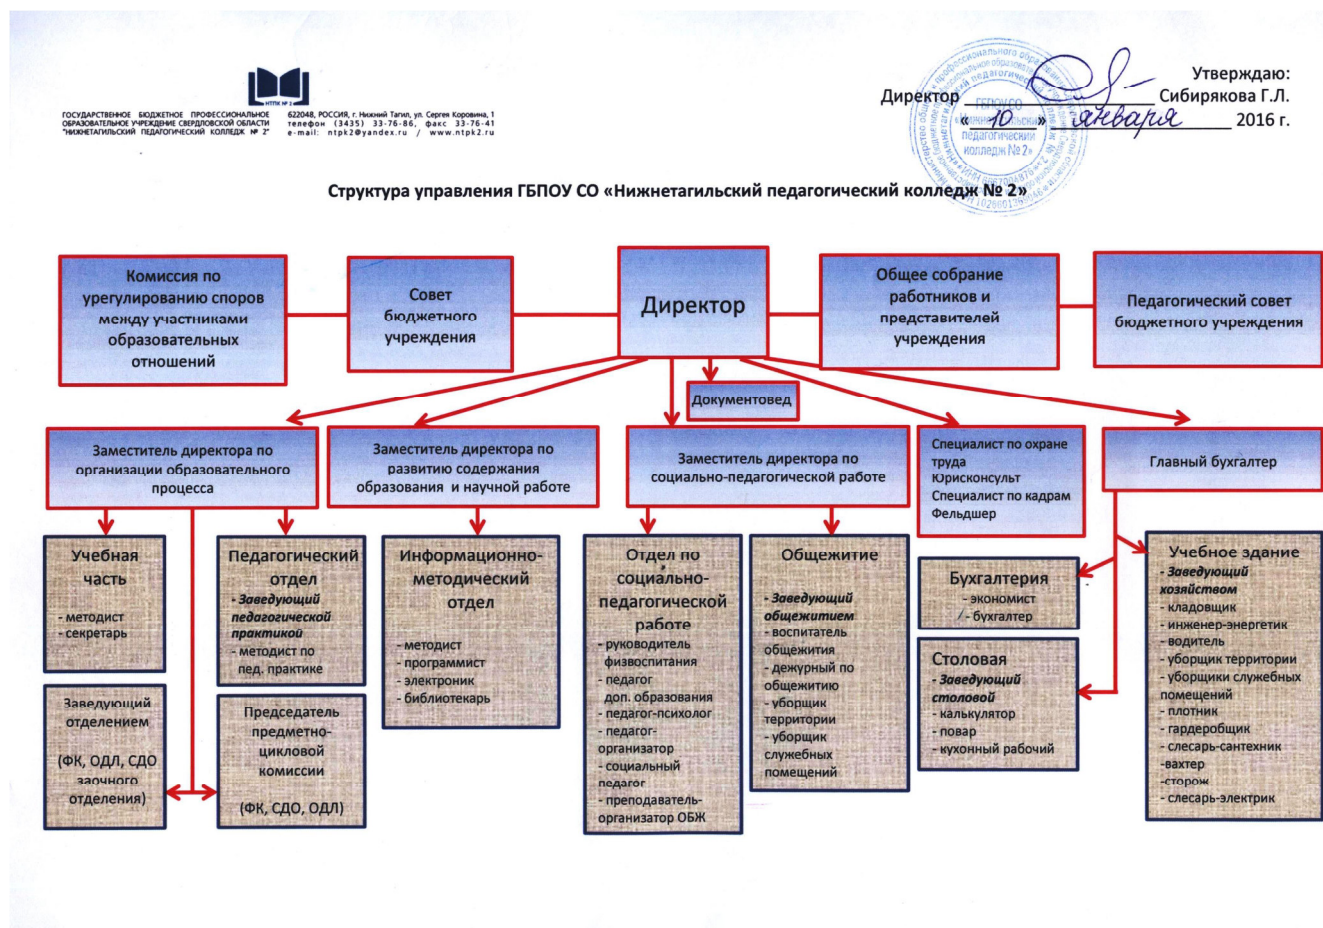 НТПК № 2
ГОСУДАРСТВЕННОЕ БЮДЖЕТНОЕ ПРОФЕССИОНАЛЬНОЕ
ОБРАЗОВАТЕЛЬНОЕ УЧРЕЖДЕНИЕ СВЕРДЛОВСКОЙ ОБЛАСТИ
"НИЖНЕТАГИЛЬСКИЙ ПЕДАГОГИЧЕСКИЙ КОЛЛЕДЖ № 2"
622048, РОССИЯ, г. Нижний Тагил, ул. Сергея Коровина, 1
телефон (3435) 33-76-86, факс 33-76-41
e-mail: ntpk2@yandex.ru / www.ntpk2.ru
Утверждаю:
Директор Сибирякова Г.Л.
«10» января 2016 г.
ГБПОУ СО
«Нижнетагильский
педагогический
колледж № 2»
Структура управления ГБПОУ СО «Нижнетагильский педагогический колледж № 2»
Комиссия по
урегулированию споров
между участниками
образовательных
отношений
Совет
бюджетного
учреждения
Директор
Общее собрание
работников и
представителей
учреждения
Педагогический совет
бюджетного учреждения
Документовед
Заместитель директора по
организации образовательного
процесса
Заместитель директора по
развитию содержания
образования и научной работе
Заместитель директора по
социально-педагогической работе
Специалист по охране
труда
Юрисконсульт
Специалист по кадрам
Фельдшер
Главный бухгалтер
Учебная
часть
- методист
- секретарь
Педагогический
отдел
- Заведующий
педагогической
практикой
- методист по
пед. практике
Информационно-
методический
отдел
- методист
- программист
- электроник
- библиотекарь
Отдел по
социально-
педагогической
работе
- руководитель
физвоспитания
- педагог
доп. образования
- педагог-психолог
- педагог-
организатор
- социальный
педагог
- преподаватель-
организатор ОБЖ
Общежитие
- Заведующий
общежитием
- воспитатель
общежития
- дежурный по
общежитию
- уборщик
территории
- уборщик
служебных
помещений
Бухгалтерия
- экономист
- бухгалтер
Столовая
- Заведующий
столовой
- калькулятор
- повар
- кухонный рабочий
Учебное здание
- Заведующий
хозяйством
- кладовщик
- инженер-энергетик
- водитель
- уборщик территории
- уборщики служебных
помещений
- плотник
- гардеробщик
- слесарь-сантехник
-вахтер
-сторож
- слесарь-электрик
Заведующий
отделением
(ФК, ОДЛ, СДО
заочного
отделения)
Председатель
предметно-
цикловой
комиссии
(ФК, СДО, ОДЛ)